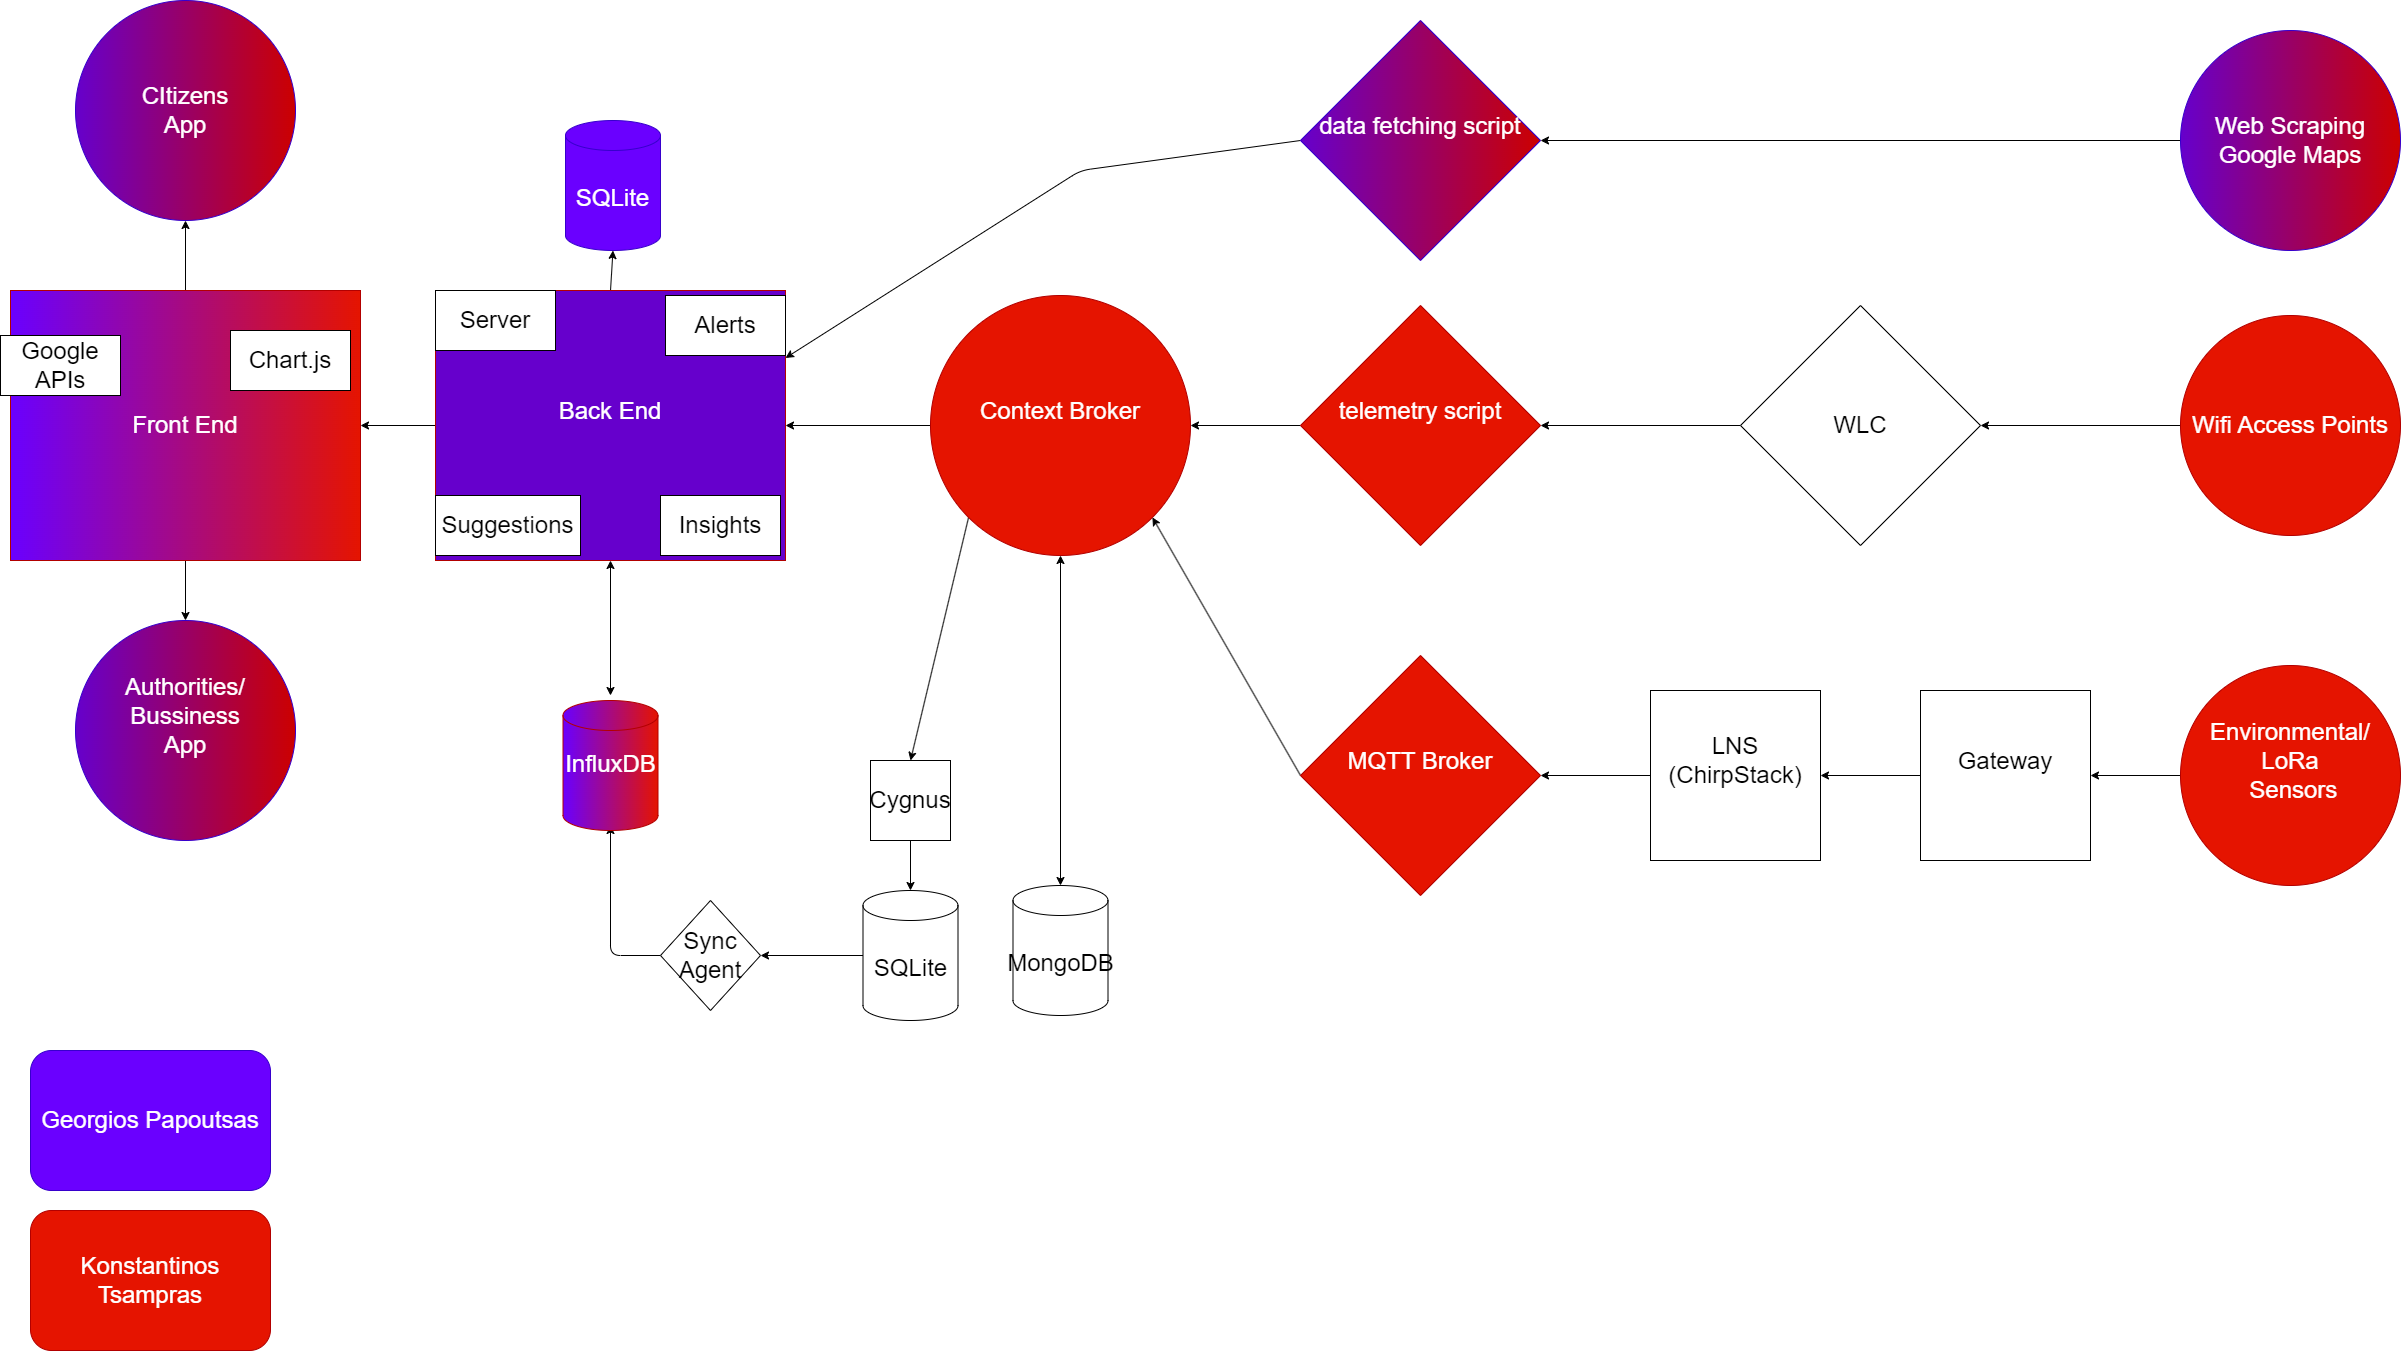 CItizens
App
SQLite
data fetching script
Web Scraping
Google Maps
Server
Alerts
Google
APIs
Chart.js
Front End
Back End
Suggestions
Insights
Context Broker
telemetry script
WLC
Wifi Access Points
Authorities/
Bussiness
App
InfluxDB
Cygnus
MQTT Broker
LNS
(ChirpStack)
Gateway
Environmental/
LoRa
Sensors
Sync
Agent
SQLite
MongoDB
Georgios Papoutsas
Konstantinos
Tsampras